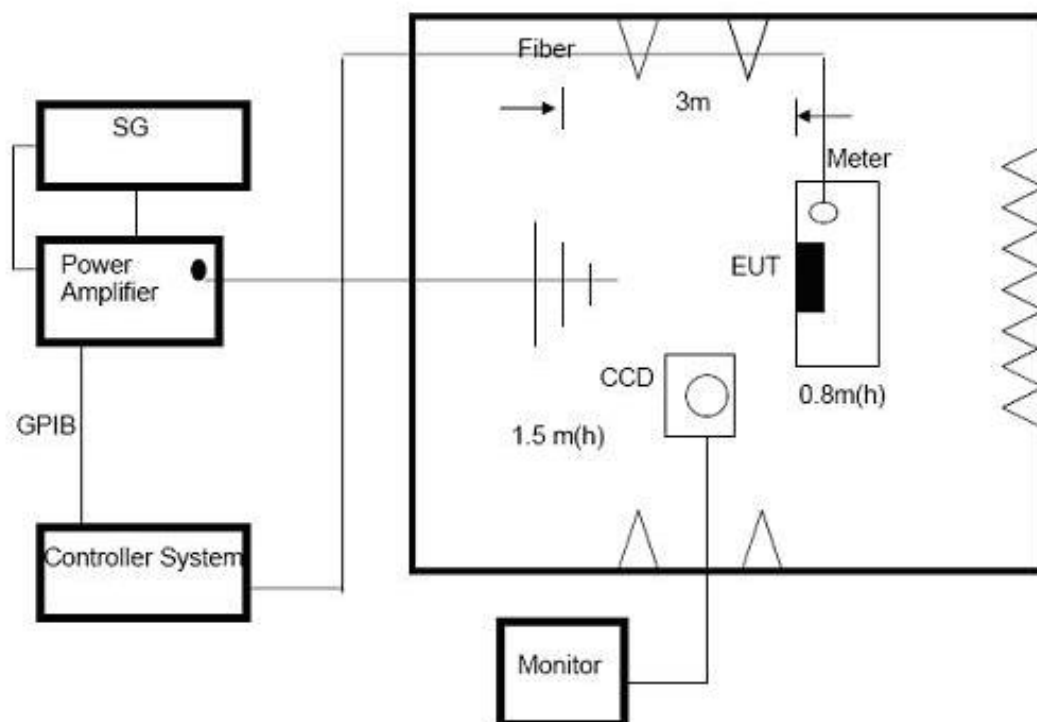 Fiber
SG
3m
Meter
Power
Amplifier
EUT
CCD
0.8m(h)
GPIB
1.5 m(h)
Controller System
Monitor